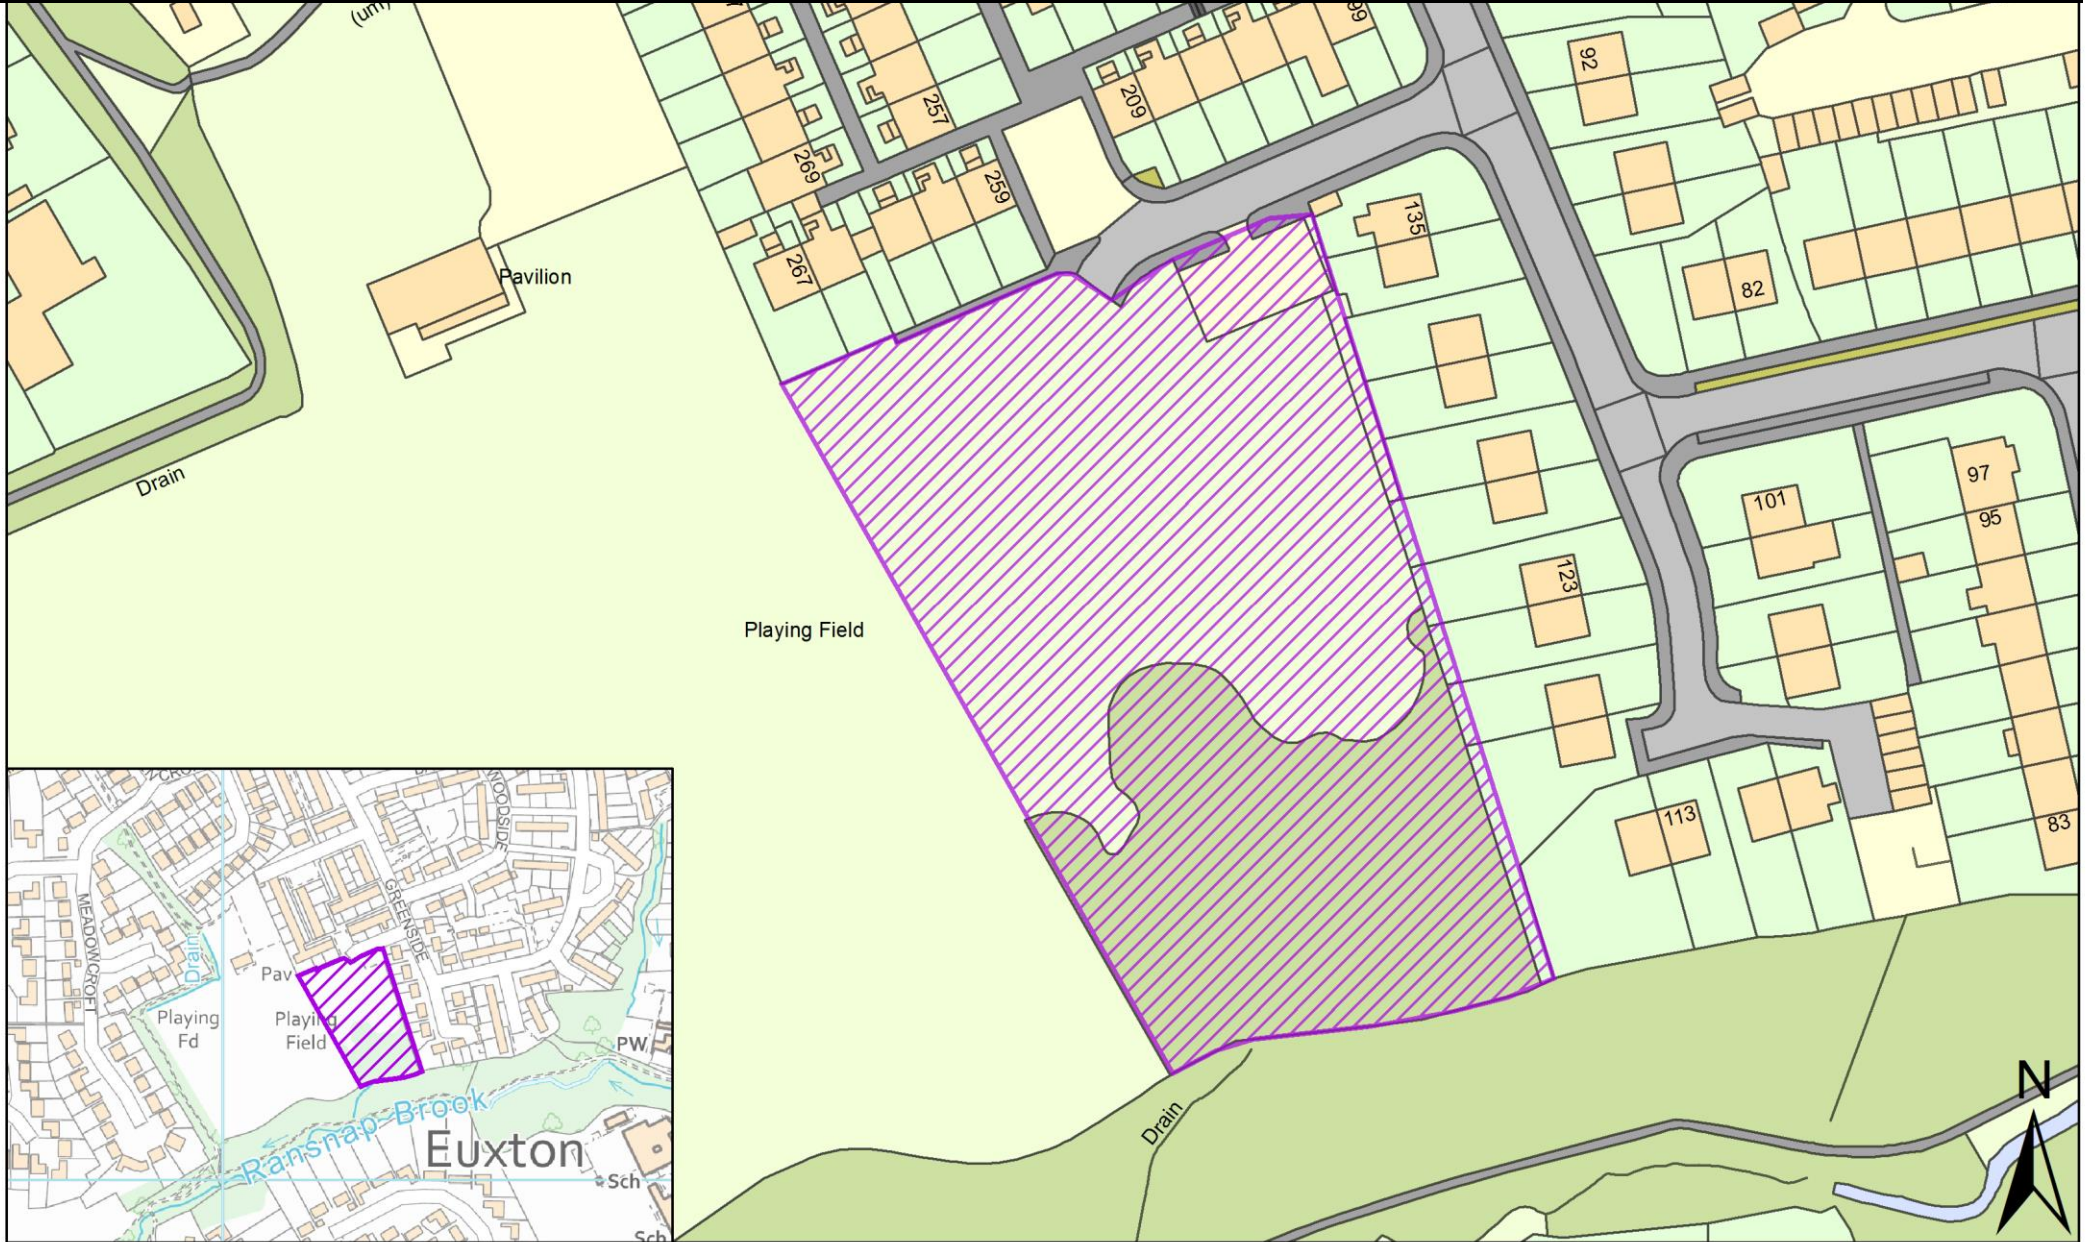 (um)
99
92
257
209
269
259
135
Pavilion
267
82
Drain
97
101
95
123
Playing Field
113
83
WOODSIDE
MEADOWCROFT
GREENSIDE
Drain
Pav
Playing
Fd
Playing
Field
PW
Ransnap Brook
Euxton
Sch
Sch
Drain
N